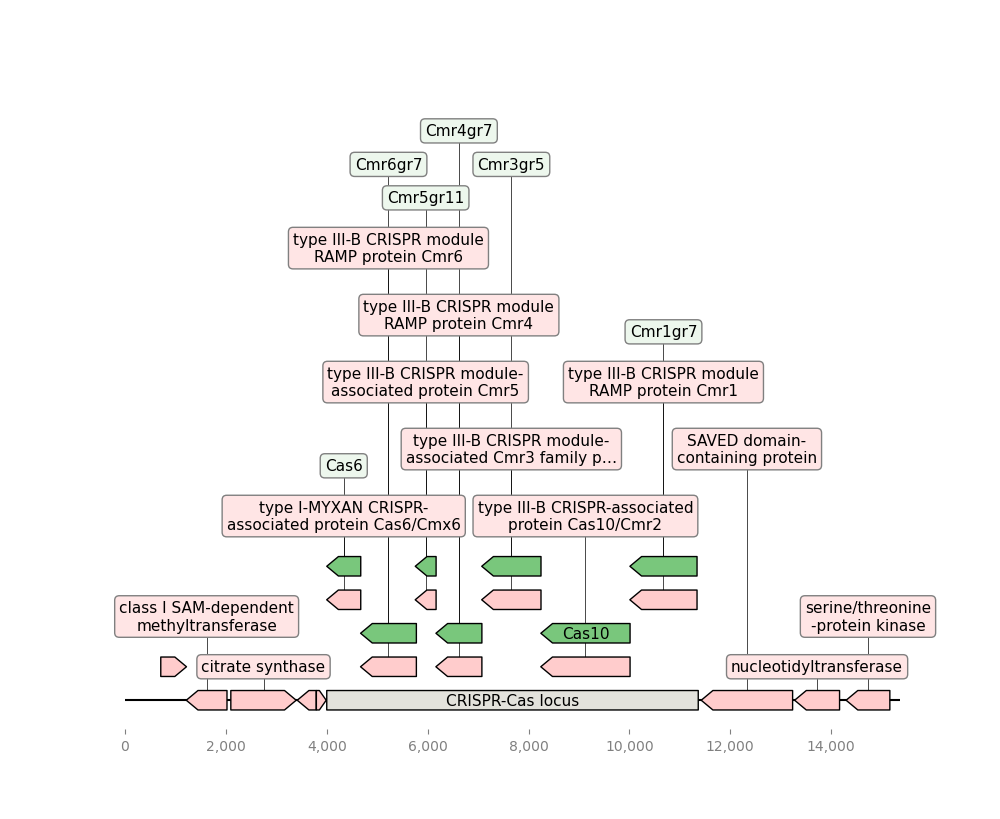 Cmr4gr7
Cmr6gr7
Cmr3gr5
Cmr5gr11
type III-B CRISPR module
RAMP protein Cmr6
type III-B CRISPR module
RAMP protein Cmr4
Cmr1gr7
type III-B CRISPR module-
associated protein Cmr5
type III-B CRISPR module
RAMP protein Cmr1
type III-B CRISPR module-
associated Cmr3 family p...
SAVED domain-
containing protein
Cas6
type I-MYXAN CRISPR-
associated protein Cas6/Cmx6
type III-B CRISPR-associated
protein Cas10/Cmr2
class I SAM-dependent
methyltransferase
serine/threonine
-protein kinase
Cas10
citrate synthase
nucleotidyltransferase
CRISPR-Cas locus
0
2,000
4,000
6,000
8,000
10,000
12,000
14,000